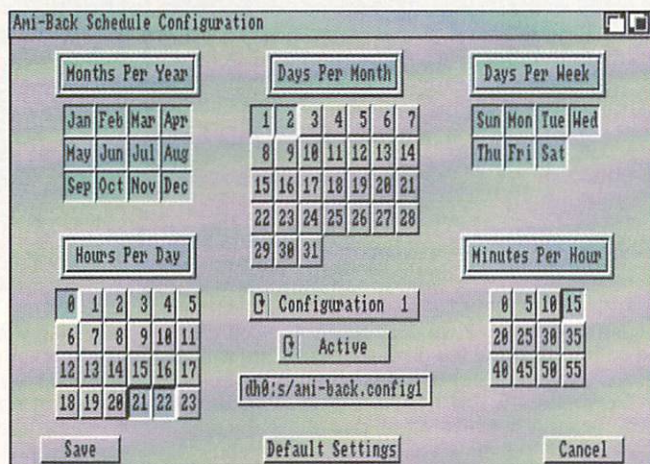 Ami-Back Schedule Configuration
Months Per Year
Days Per Month
Days Per Week
Jan Feb Mar Apr
May Jun Jul Aug
Sep Oct Nov Dec
1 2 3 4 5 6 7
8 9 10 11 12 13 14
15 16 17 18 19 20 21
22 23 24 25 26 27 28
29 30 31
Sun Mon Tue Wed
Thu Fri Sat
Hours Per Day
Minutes Per Hour
0 1 2 3 4 5
6 7 8 9 10 11
12 13 14 15 16 17
18 19 20 21 22 23
Configuration 1
Active
dh0:s/ami-back.config1
0 5 10 15
20 25 30 35
40 45 50 55
Save
Default Settings
Cancel